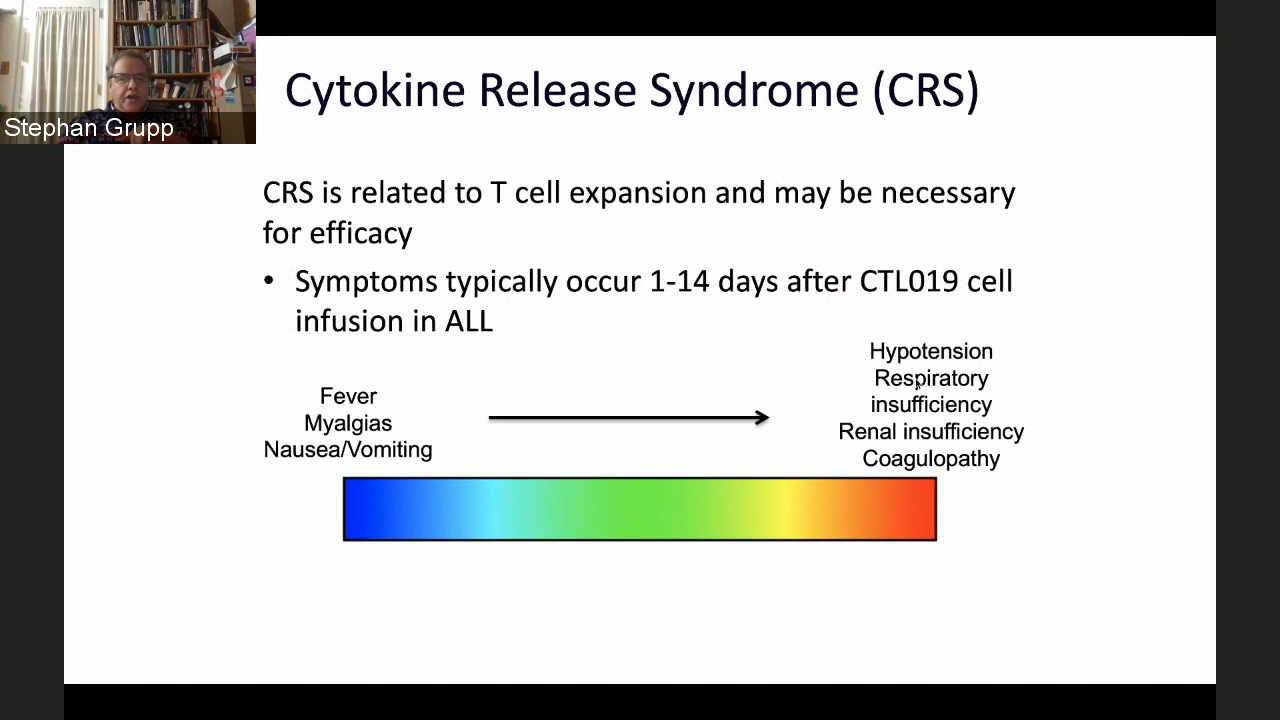 Stephan Grupp
Cytokine Release Syndrome (CRS)
CRS is related to T cell expansion and may be necessary
for efficacy
• Symptoms typically occur 1-14 days after CTL019 cell
infusion in ALL
Fever
Myalgias
Nausea/Vomiting
Hypotension
Respiratory
insufficiency
Renal insufficiency
Coagulopathy